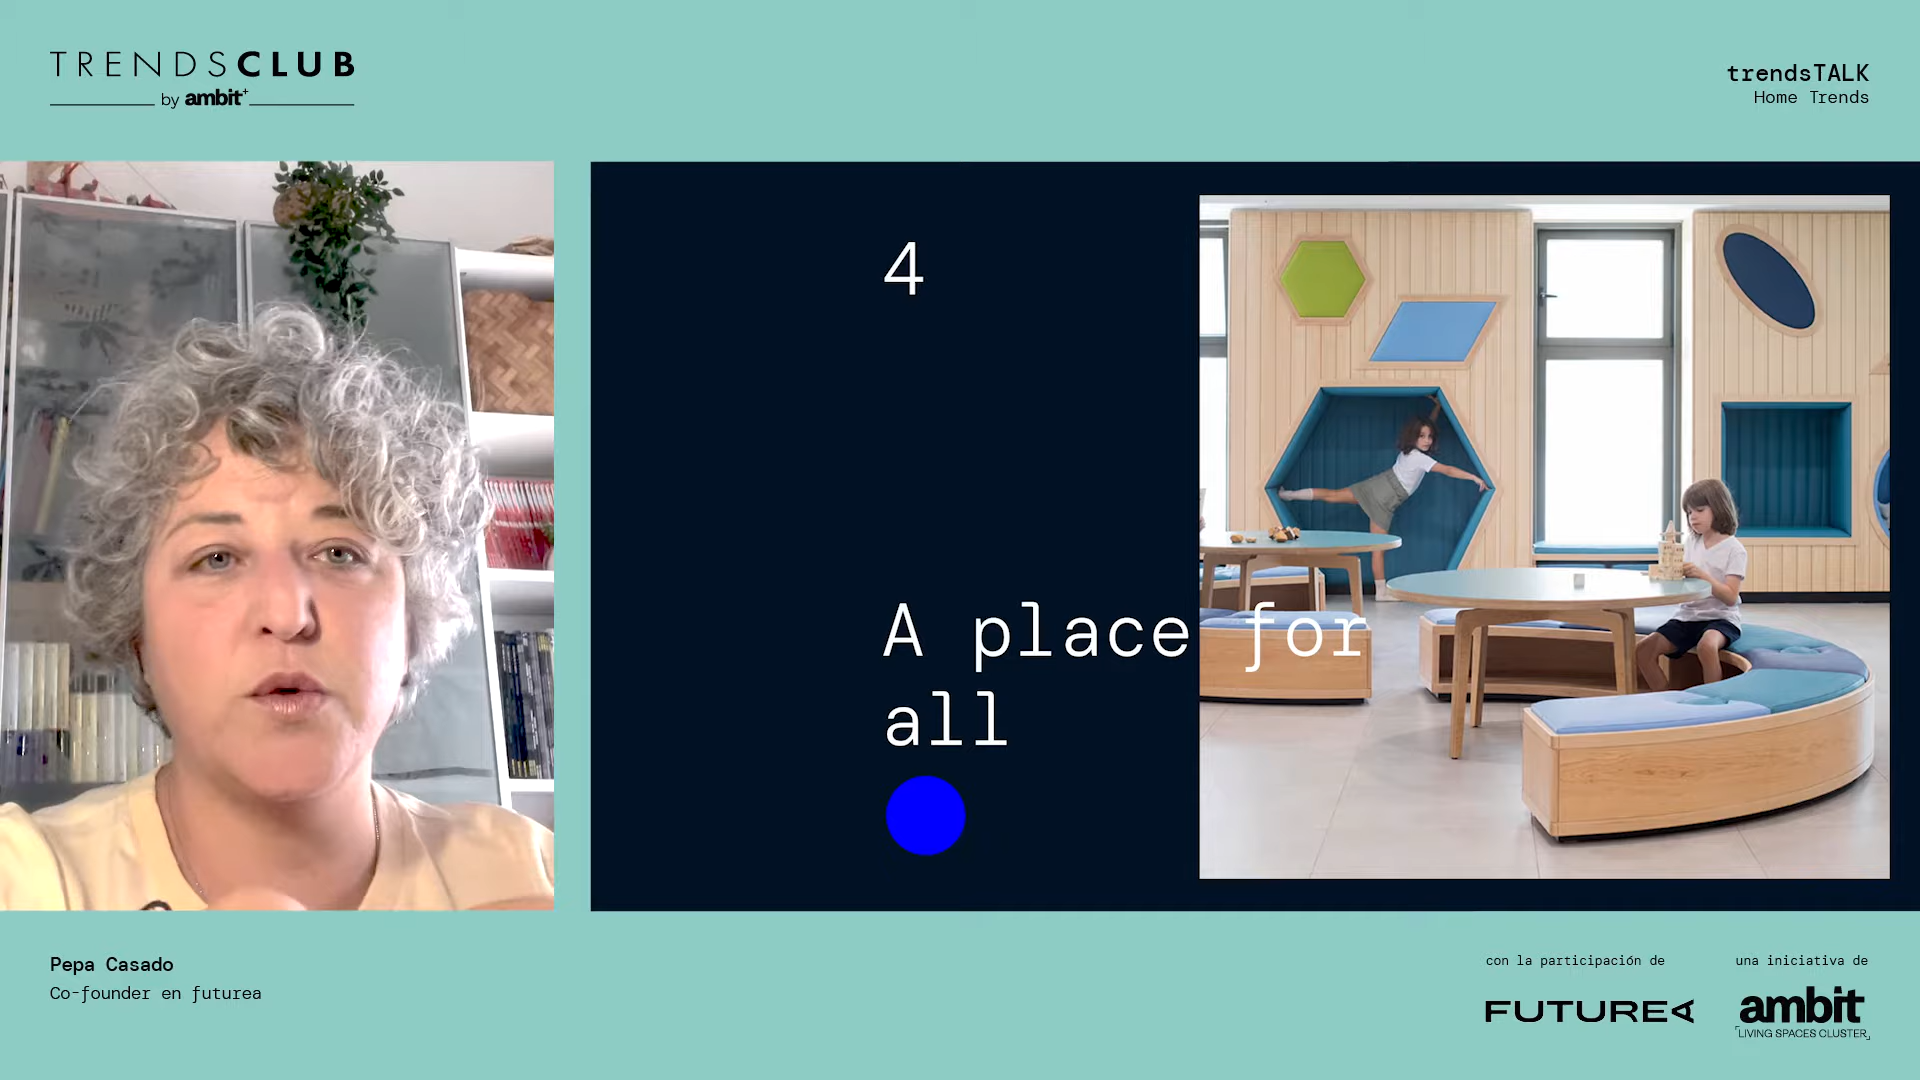 TRENDSCLUB
by ambit+
trendsTALK
Home Trends
4
A place for
all
Pepa Casado
Co-founder en futurea
con la participación de
FUTUREA
una iniciativa de
ambit
LIVING SPACES CLUSTER